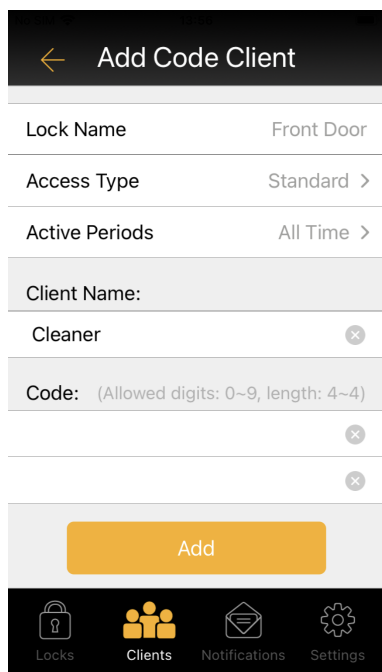 Add Code Client
Lock Name Front Door
Access Type Standard >
Active Periods All Time >
Client Name:
Cleaner
Code: (Allowed digits: 0~9, length: 4~4)
Add
Locks Clients Notifications Settings